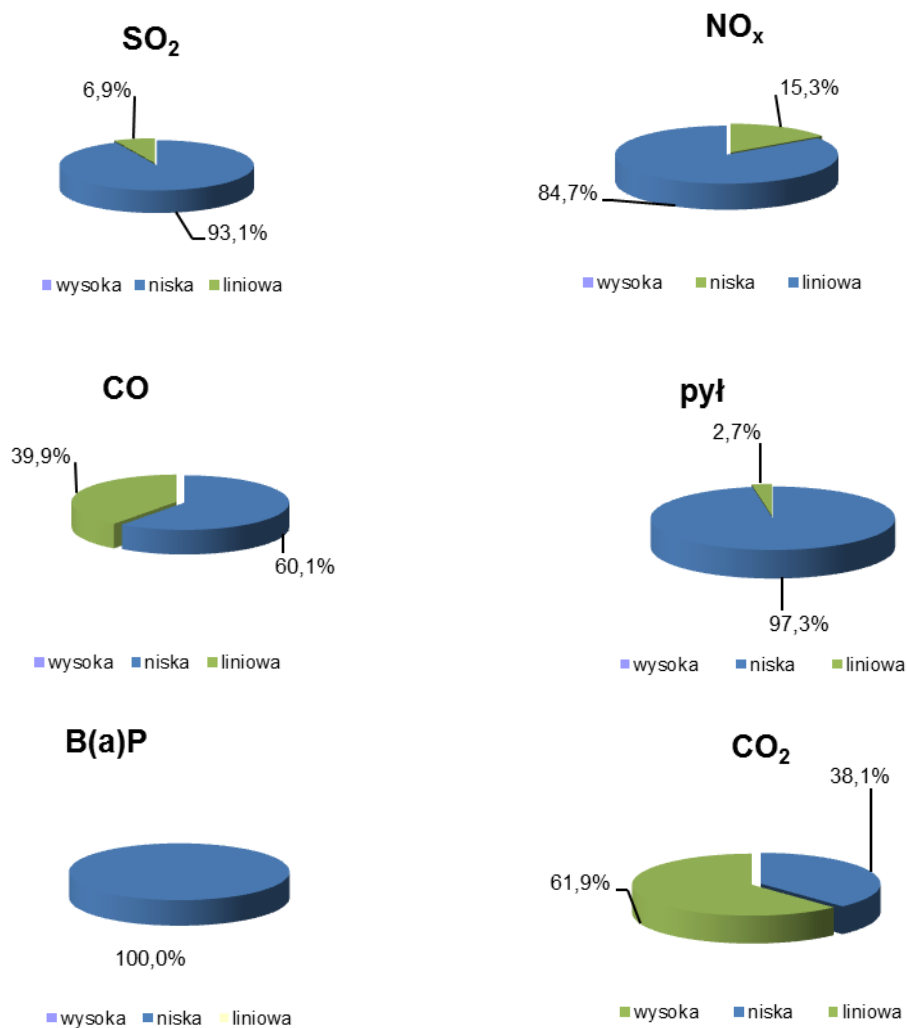 SO₂
6,9%
93,1%
wysoka niska liniowa
NOₓ
15,3%
84,7%
wysoka niska liniowa
CO
39,9%
60,1%
wysoka niska liniowa
pył
2,7%
97,3%
wysoka niska liniowa
B(a)P
100,0%
wysoka niska liniowa
CO₂
38,1%
61,9%
wysoka niska liniowa